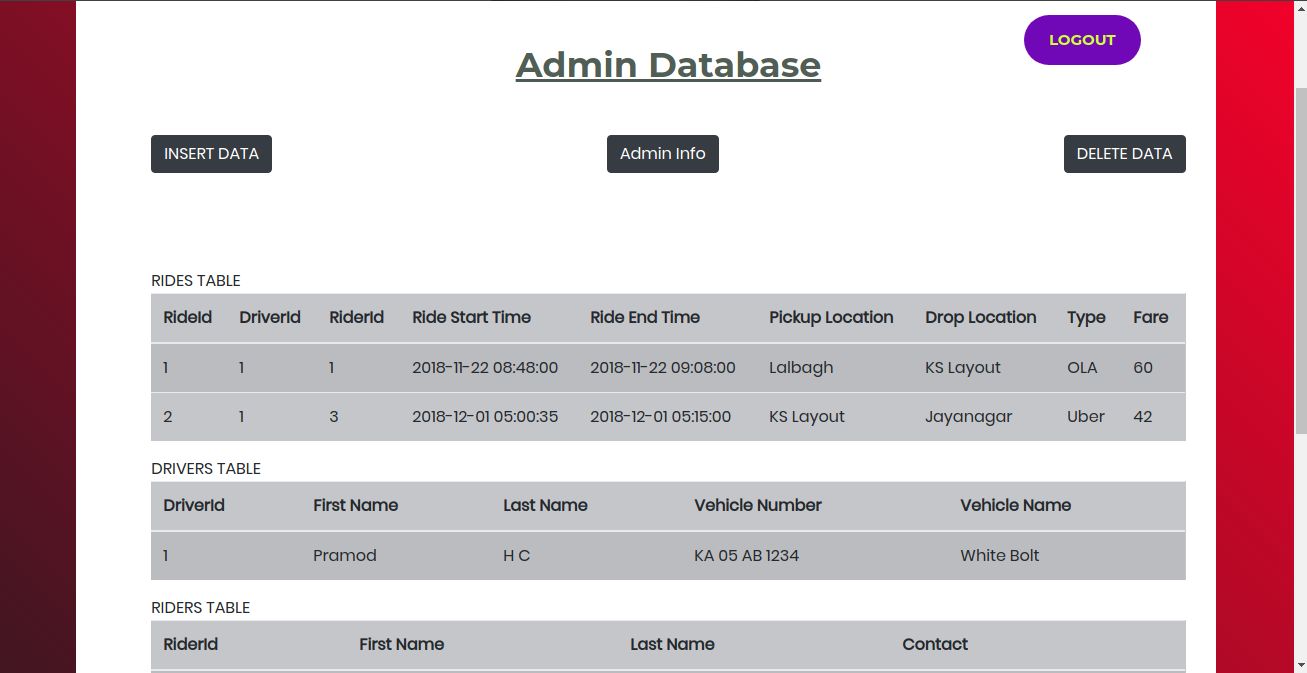 LOGOUT
Admin Database
INSERT DATA Admin Info DELETE DATA
RIDES TABLE
RideId DriverId RiderId Ride Start Time Ride End Time Pickup Location Drop Location Type Fare
1 1 1 2018-11-22 08:48:00 2018-11-22 09:08:00 Lalbagh KS Layout OLA 60
2 1 3 2018-12-01 05:00:35 2018-12-01 05:15:00 KS Layout Jayanagar Uber 42
DRIVERS TABLE
DriverId First Name Last Name Vehicle Number Vehicle Name
1 Pramod H C KA 05 AB 1234 White Bolt
RIDERS TABLE
RiderId First Name Last Name Contact